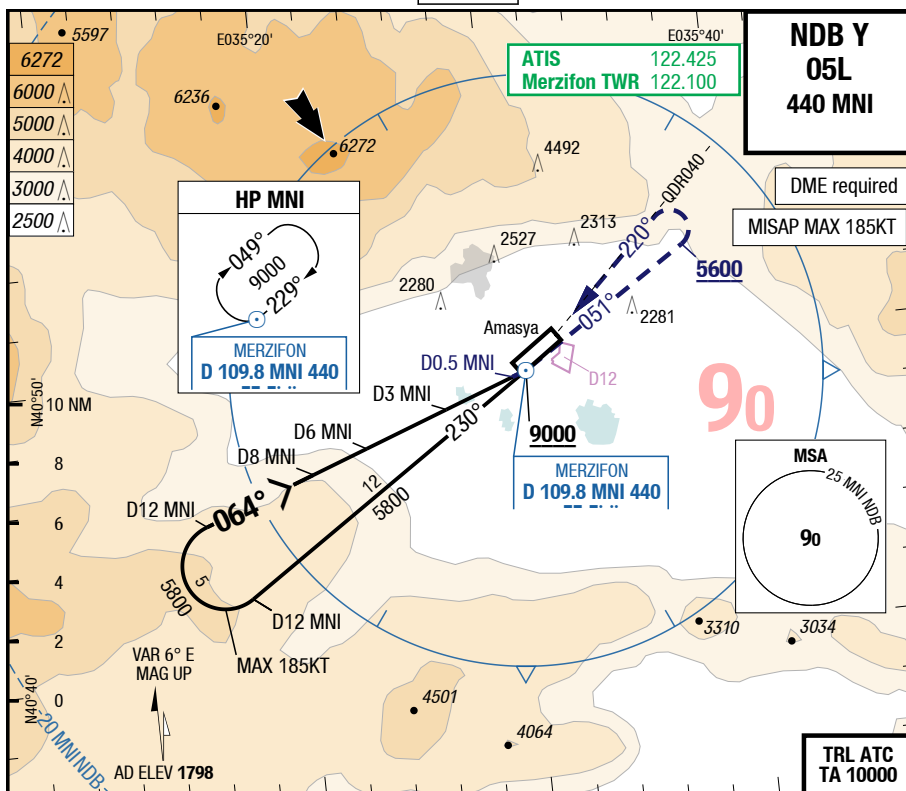 5597
E035°20'
E035°40'
NDB Y
05L
440 MNI
ATIS 122.425
Merzifon TWR 122.100
6272
6000
5000
4000
3000
2500
6236
6272
4492
QDR040
DME required
MISAP MAX 185KT
HP MNI
049°
9000
229°
MERZIFON
D 109.8 MNI 440
2313
2527
2280
220°
5600
051°
2281
Amasya
D0.5 MNI
D12
D3 MNI
N40°50'
10 NM
230°
9000
90
D6 MNI
D8 MNI
MERZIFON
D 109.8 MNI 440
MSA
25 MNI NDB
90
8
12
5800
D12 MNI
064°
6
4
5
5800
D12 MNI
3310
3034
2
MAX 185KT
VAR 6° E
MAG UP
N40°40'
0
4501
4064
20 MNI NDB
AD ELEV 1798
TRL ATC
TA 10000